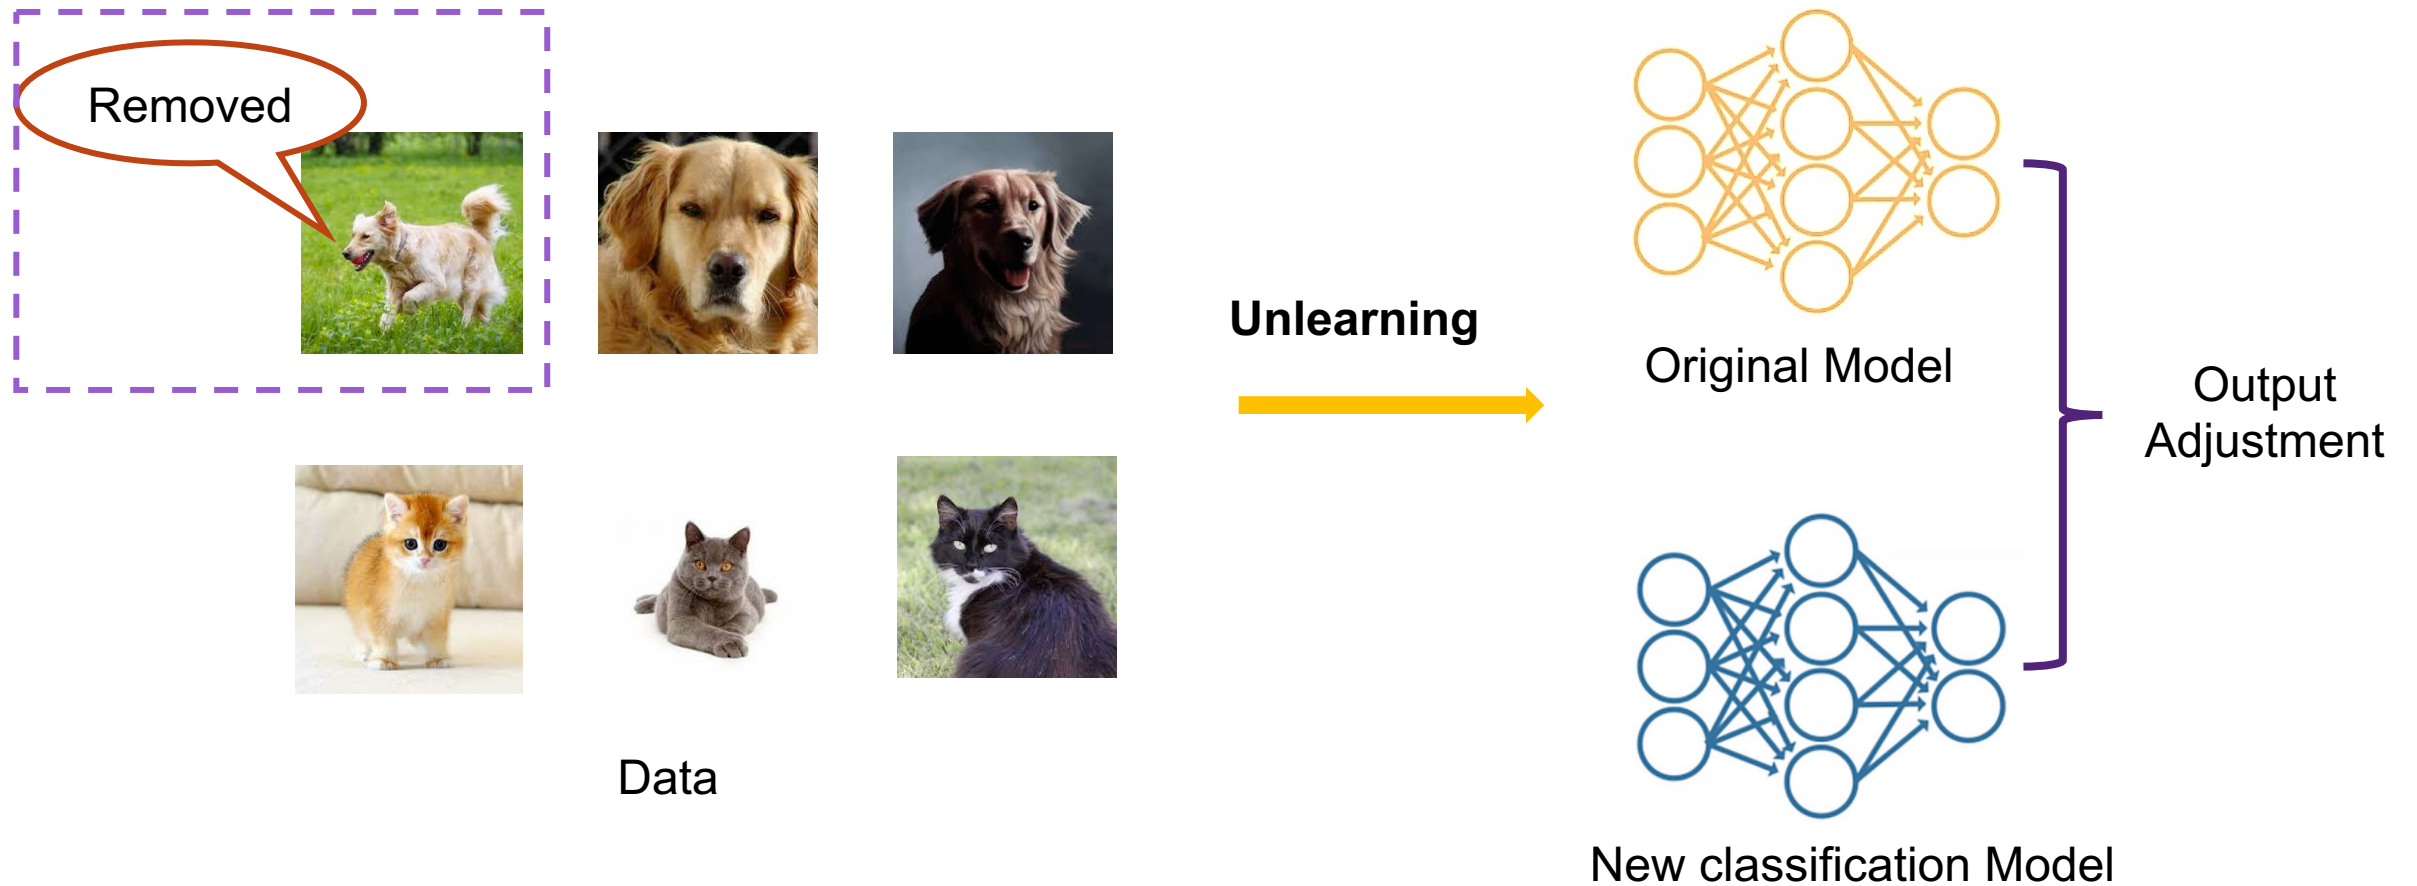 Removed
Unlearning
Original Model
Output
Adjustment
Data
New classification Model